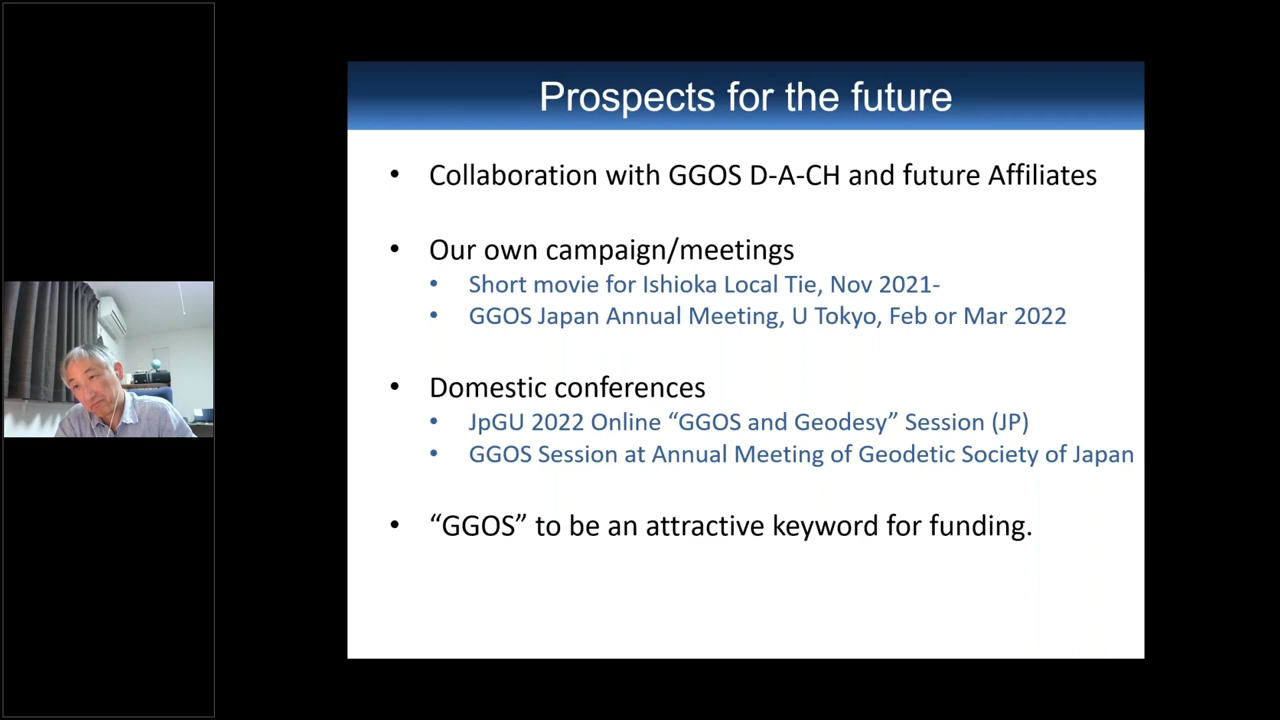 Prospects for the future
• Collaboration with GGOS D-A-CH and future Affiliates
• Our own campaign/meetings
• Short movie for Ishioka Local Tie, Nov 2021-
• GGOS Japan Annual Meeting, U Tokyo, Feb or Mar 2022
• Domestic conferences
• JpGU 2022 Online “GGOS and Geodesy” Session (JP)
• GGOS Session at Annual Meeting of Geodetic Society of Japan
• “GGOS” to be an attractive keyword for funding.